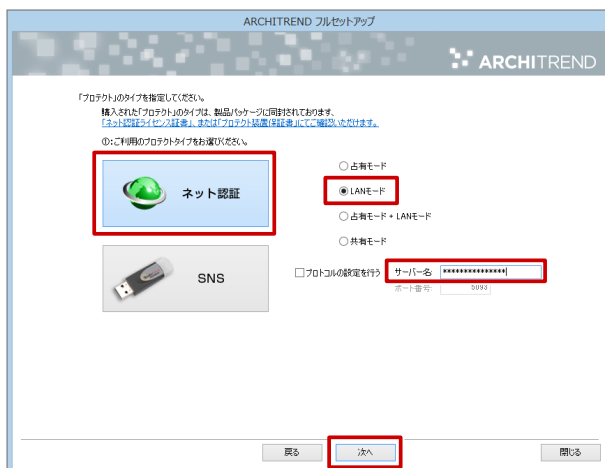 ARCHITREND フルセットアップ
ARCHITREND
「プロテクト」のタイプを指定してください。
購入された「プロテクト」のタイプは、製品パッケージに同封されております、
「ネット認証ライセンス証書」、または「プロテクト装置保証書」にてご確認いただけます。
①:ご利用のプロテクトタイプをお選びください。
ネット認証
占有モード
LANモード
占有モード + LANモード
共有モード
SNS
プロトコルの設定を行う サーバー名: ***************
ポート番号: 5093
戻る 次へ 閉じる